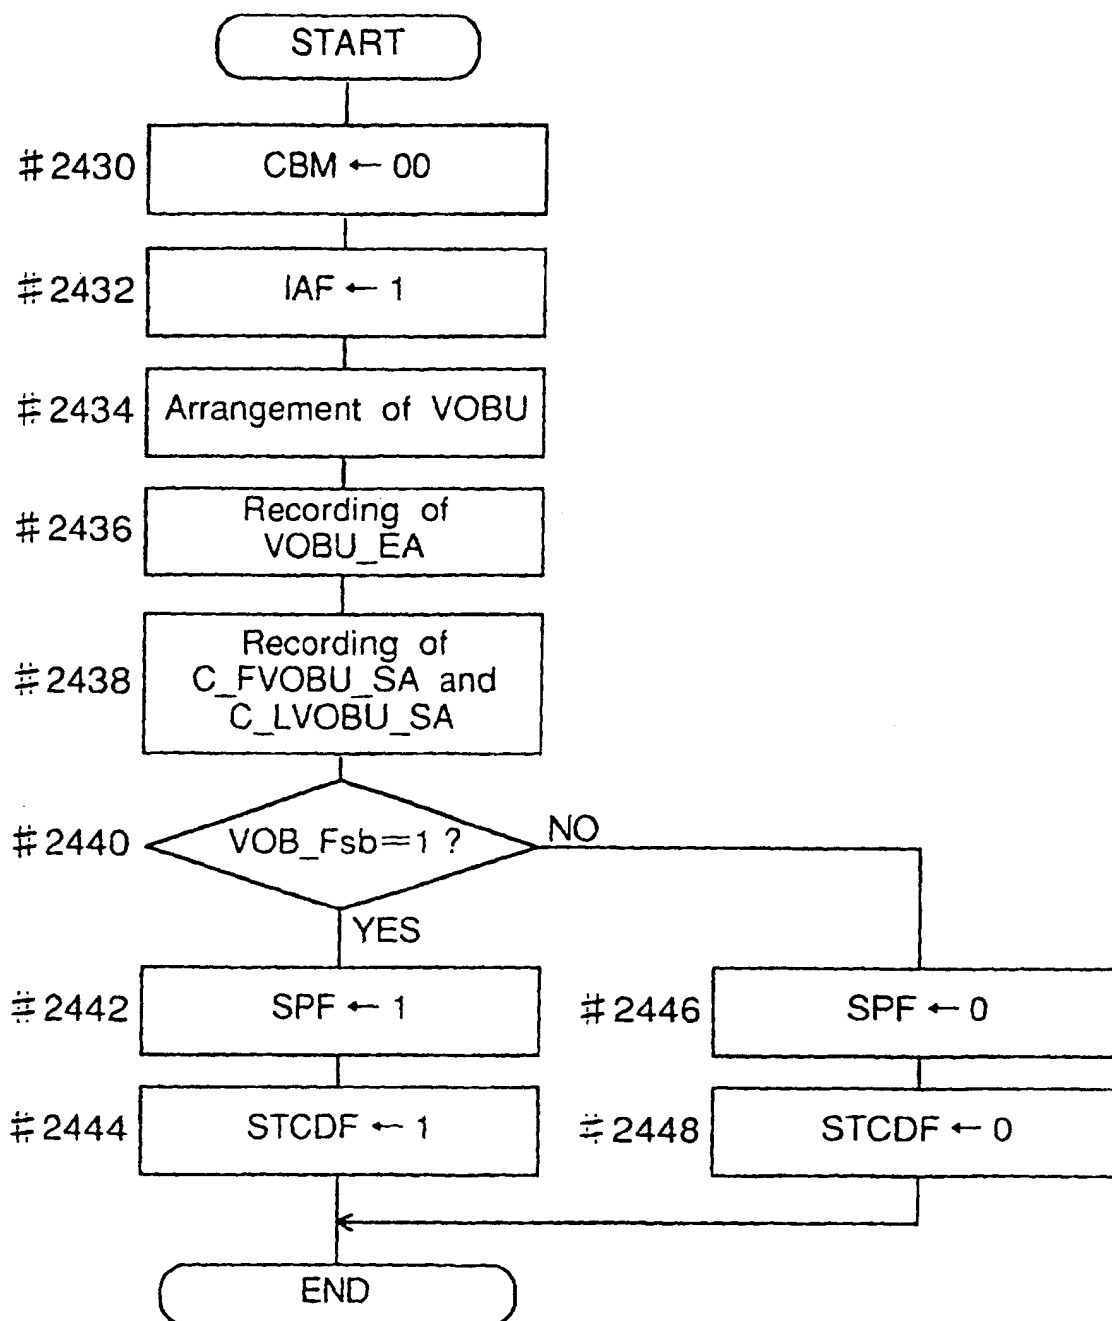 START
#2430
CBM ← 00
#2432
IAF ← 1
#2434
Arrangement of VOBU
#2436
Recording of
VOBU_EA
#2438
Recording of
C_FVOBU_SA and
C_LVOBU_SA
#2440
VOB_Fsb=1 ?
NO
YES
#2442
SPF ← 1
#2446
SPF ← 0
#2444
STCDF ← 1
#2448
STCDF ← 0
END